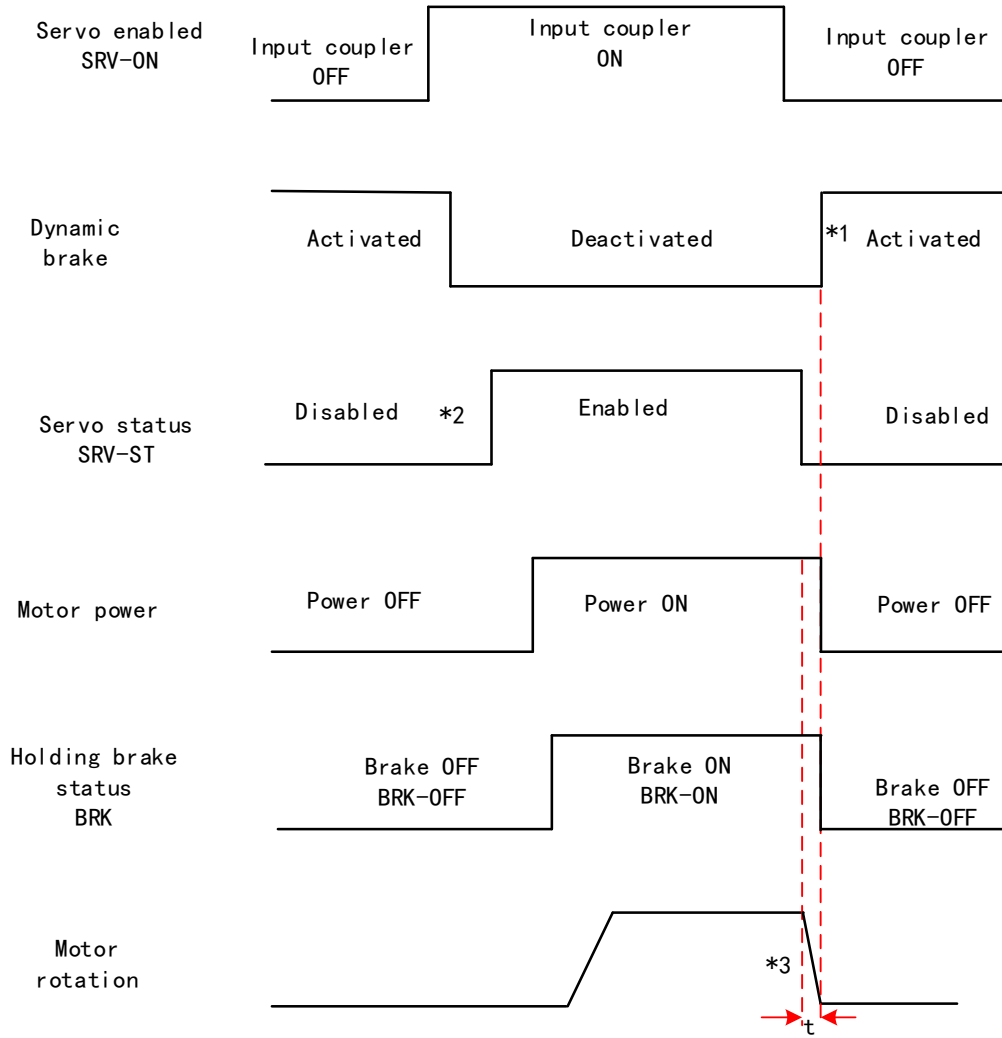 Servo enabled
SRV-ON
Input coupler
OFF
Input coupler
ON
Input coupler
OFF
Dynamic
brake
Activated
Deactivated
*1 Activated
Servo status
SRV-ST
Disabled
*2
Enabled
Disabled
Motor power
Power OFF
Power ON
Power OFF
Holding brake
status
BRK
Brake OFF
BRK-OFF
Brake ON
BRK-ON
Brake OFF
BRK-OFF
Motor
rotation
*3
t